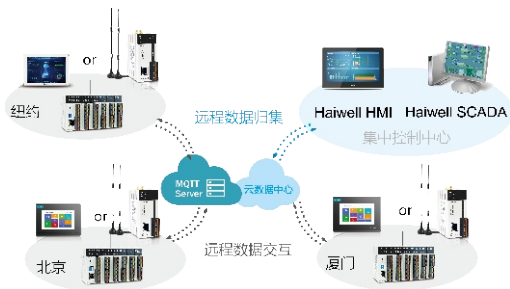 or
纽约
远程数据归集
Haiwell HMI Haiwell SCADA
集中控制中心
MQTT
Server
云数据中心
or
北京
远程数据交互
or
厦门